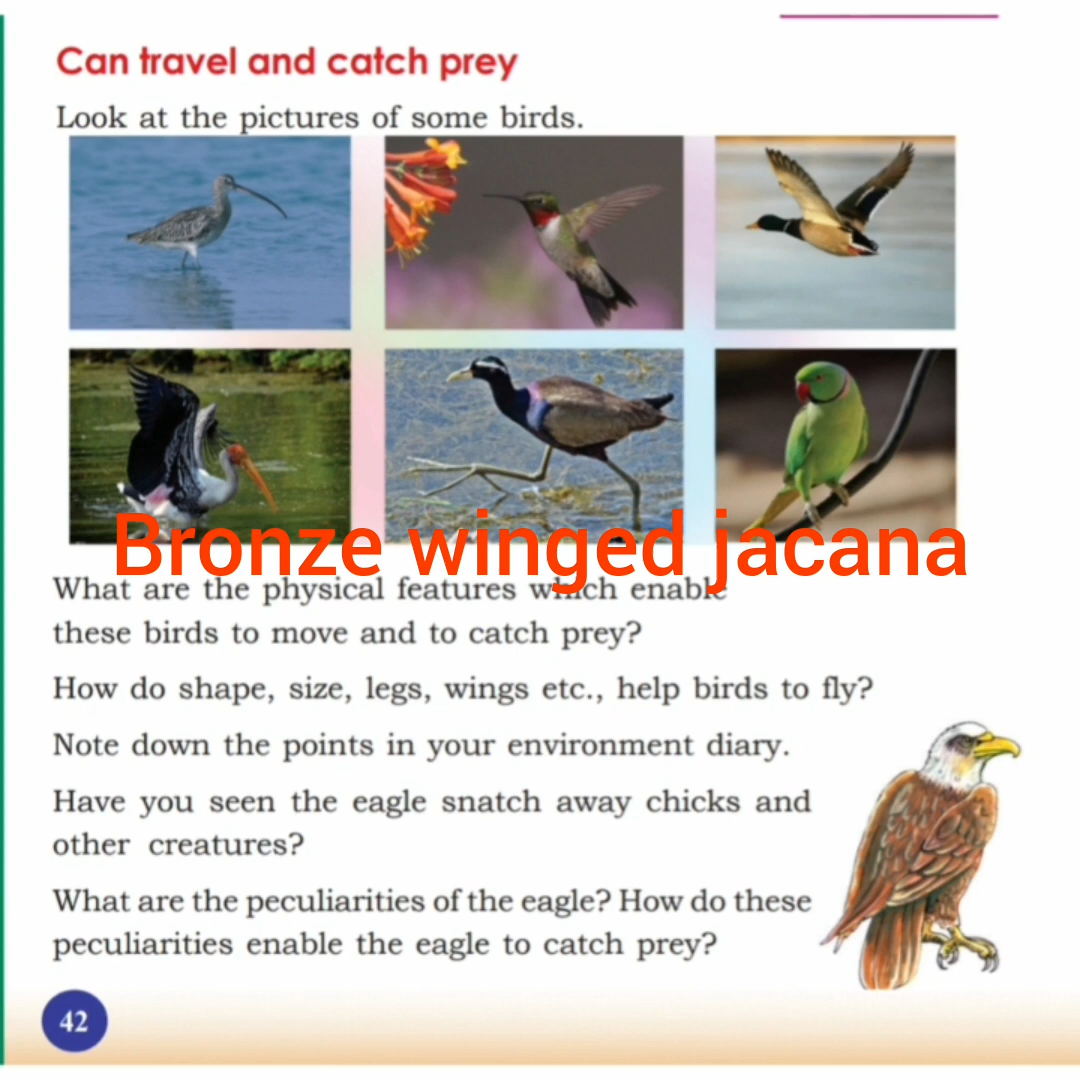 Can travel and catch prey
Look at the pictures of some birds.
Bronze winged jacana
What are the physical features which enable
these birds to move and to catch prey?
How do shape, size, legs, wings etc., help birds to fly?
Note down the points in your environment diary.
Have you seen the eagle snatch away chicks and
other creatures?
What are the peculiarities of the eagle? How do these
peculiarities enable the eagle to catch prey?
42